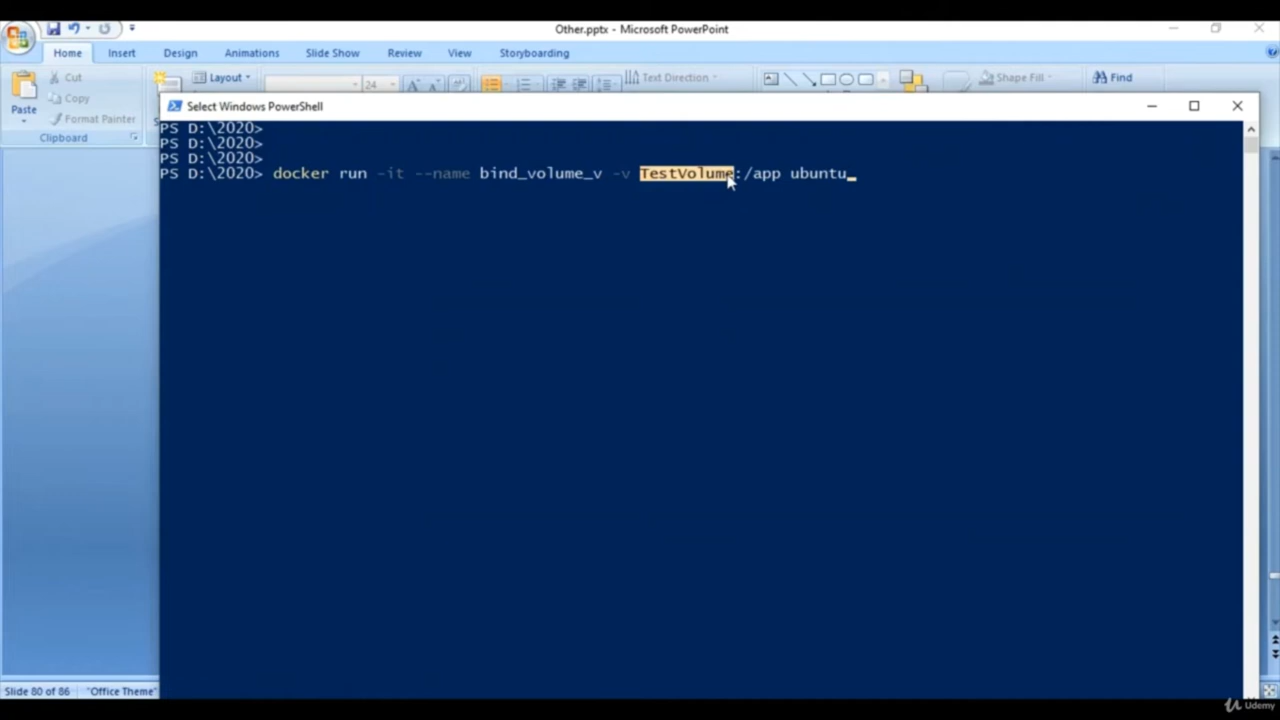 Other.pptx - Microsoft PowerPoint
Home Insert Design Animations Slide Show Review View Storyboarding
Paste
Cut
Copy
Format Painter
Clipboard
Layout
24
Text Direction
Shape Fill
Find
Select Windows PowerShell
PS D:\2020>
PS D:\2020>
PS D:\2020>
PS D:\2020> docker run -it --name bind_volume_v -v TestVolume:/app ubuntu_
Slide 80 of 86 "Office Theme"
Udemy